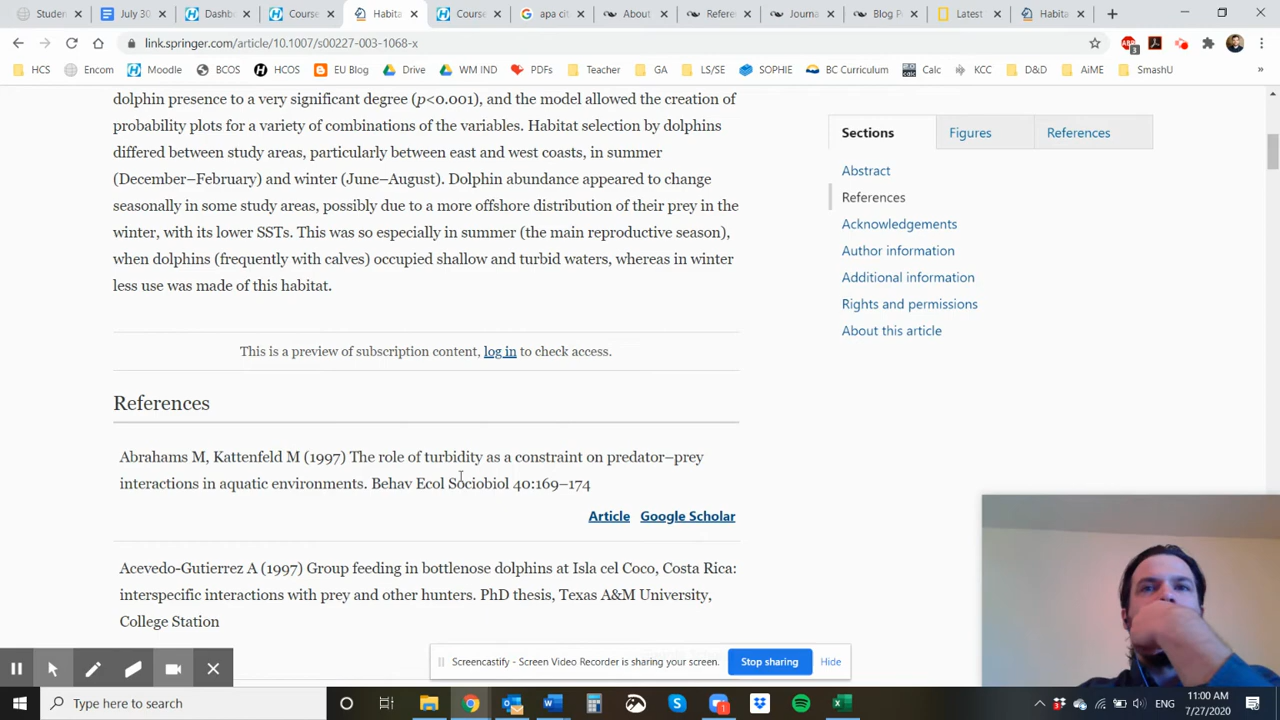 Studen
July 30
Dashb
Course
Habitat
Course
apa cit
About
Refere
Journa
Blog P
Latest
Habita
link.springer.com/article/10.1007/s00227-003-1068-x
HCS
Encom
Moodle
BCOS
HCOS
EU Blog
Drive
WM IND
PDFs
Teacher
GA
LS/SE
SOPHIE
BC Curriculum
Calc
KCC
D&D
AiME
SmashU
dolphin presence to a very significant degree (p<0.001), and the model allowed the creation of
probability plots for a variety of combinations of the variables. Habitat selection by dolphins
differed between study areas, particularly between east and west coasts, in summer
(December–February) and winter (June–August). Dolphin abundance appeared to change
seasonally in some study areas, possibly due to a more offshore distribution of their prey in the
winter, with its lower SSTs. This was so especially in summer (the main reproductive season),
when dolphins (frequently with calves) occupied shallow and turbid waters, whereas in winter
less use was made of this habitat.
This is a preview of subscription content, log in to check access.
References
Abrahams M, Kattenfeld M (1997) The role of turbidity as a constraint on predator–prey
interactions in aquatic environments. Behav Ecol Sociobiol 40:169–174
Article Google Scholar
Acevedo-Gutierrez A (1997) Group feeding in bottlenose dolphins at Isla cel Coco, Costa Rica:
interspecific interactions with prey and other hunters. PhD thesis, Texas A&M University,
College Station
Sections Figures References
Abstract
References
Acknowledgements
Author information
Additional information
Rights and permissions
About this article
Screencastify - Screen Video Recorder is sharing your screen. Stop sharing Hide
Type here to search
ENG
11:00 AM
7/27/2020